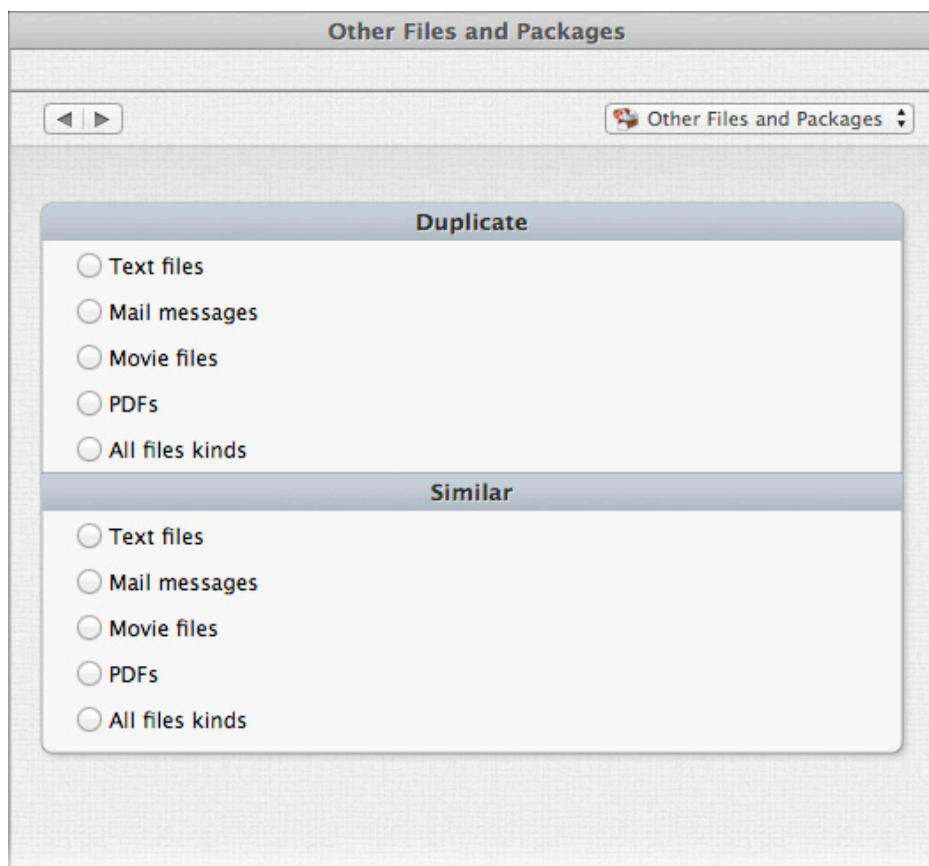 Other Files and Packages
Other Files and Packages
Duplicate
Text files
Mail messages
Movie files
PDFs
All files kinds
Similar
Text files
Mail messages
Movie files
PDFs
All files kinds